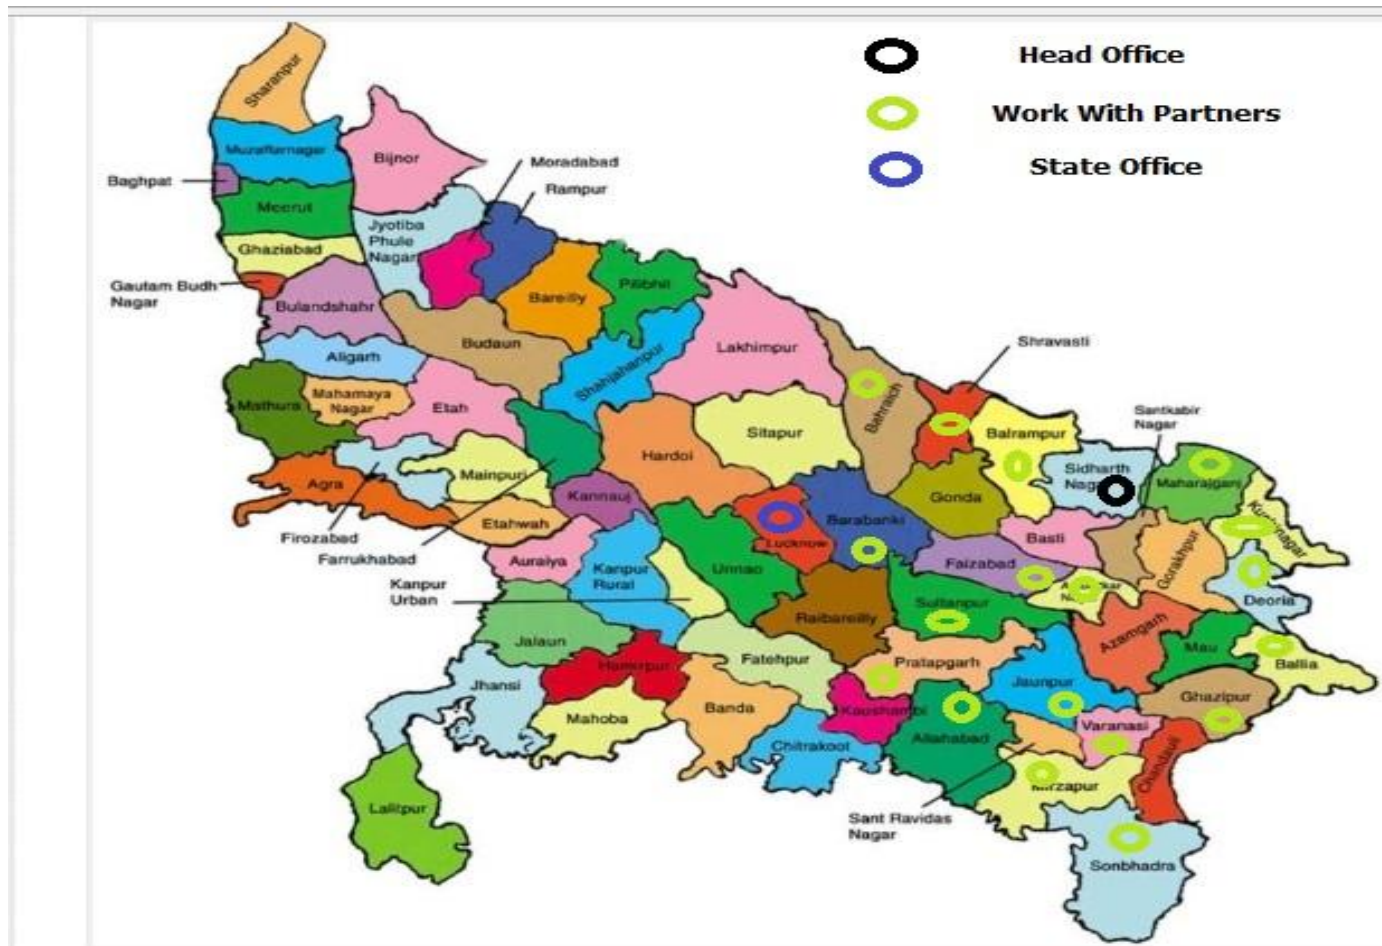 Head Office
Work With Partners
State Office
Sharanpur
Muzaffarnagar
Bijnor
Moradabad
Baghpat
Rampur
Meerut
Jyotiba
Phule
Nagar
Ghaziabad
Gautam Budh
Nagar
Bulandshahr
Bareilly
Pilibhit
Budaun
Aligarh
Shahjahanpur
Lakhimpur
Shravasti
Mathura
Mahamaya
Nagar
Etah
Bahraich
Santkabir
Nagar
Sitapur
Balrampur
Hardoi
Sidharth
Maharajganj
Agra
Mainpuri
Kannauj
Gonda
Etahwah
Firozabad
Farrukhabad
Lucknow
Barabanki
Basti
Gorakhpur
Auraiya
Kanpur
Rural
Unnao
Faizabad
Kanpur
Urban
Sultanpur
Deoria
Raibareilly
Jalaun
Azamgarh
Mau
Ballia
Hamirpur
Fatehpur
Pratapgarh
Jhansi
Jaunpur
Ghazipur
Mahoba
Banda
Kaushambi
Allahabad
Varanasi
Chitrakoot
Chandauli
Mirzapur
Lalitpur
Sant Ravidas
Nagar
Sonbhadra